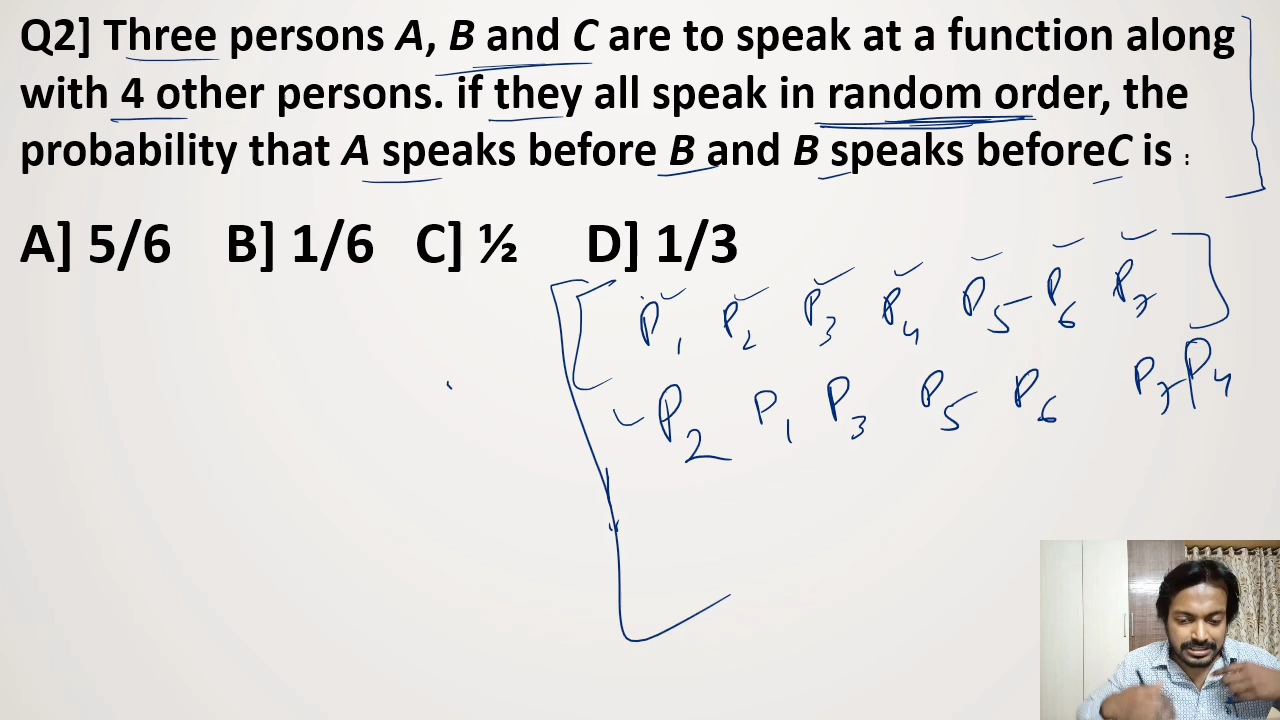 Q2] Three persons A, B and C are to speak at a function along
with 4 other persons. if they all speak in random order, the
probability that A speaks before B and B speaks beforeC is :
A] 5/6 B] 1/6 C] ½ D] 1/3
P1 P2 P3 P4 P5 P6 P7
P2 P1 P3 P5 P6 P7 P4